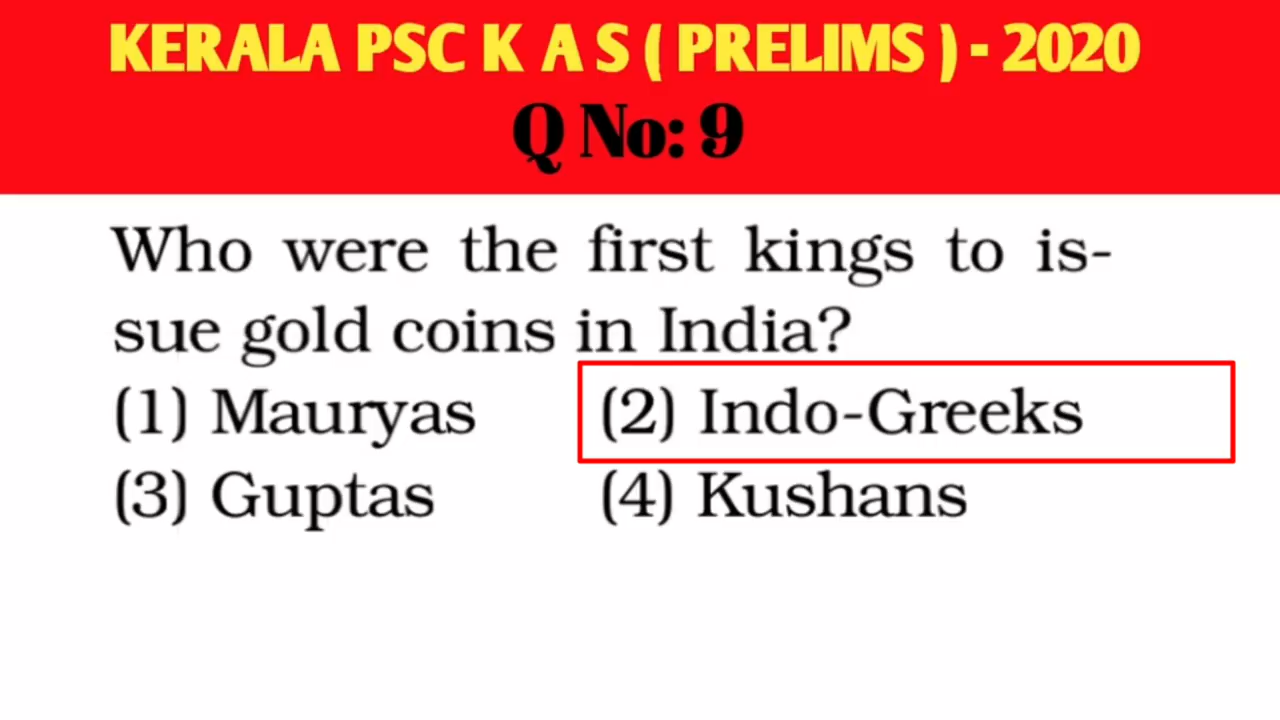 KERALA PSC K A S ( PRELIMS ) - 2020
Q No: 9
Who were the first kings to is-
sue gold coins in India?
(1) Mauryas (2) Indo-Greeks
(3) Guptas (4) Kushans